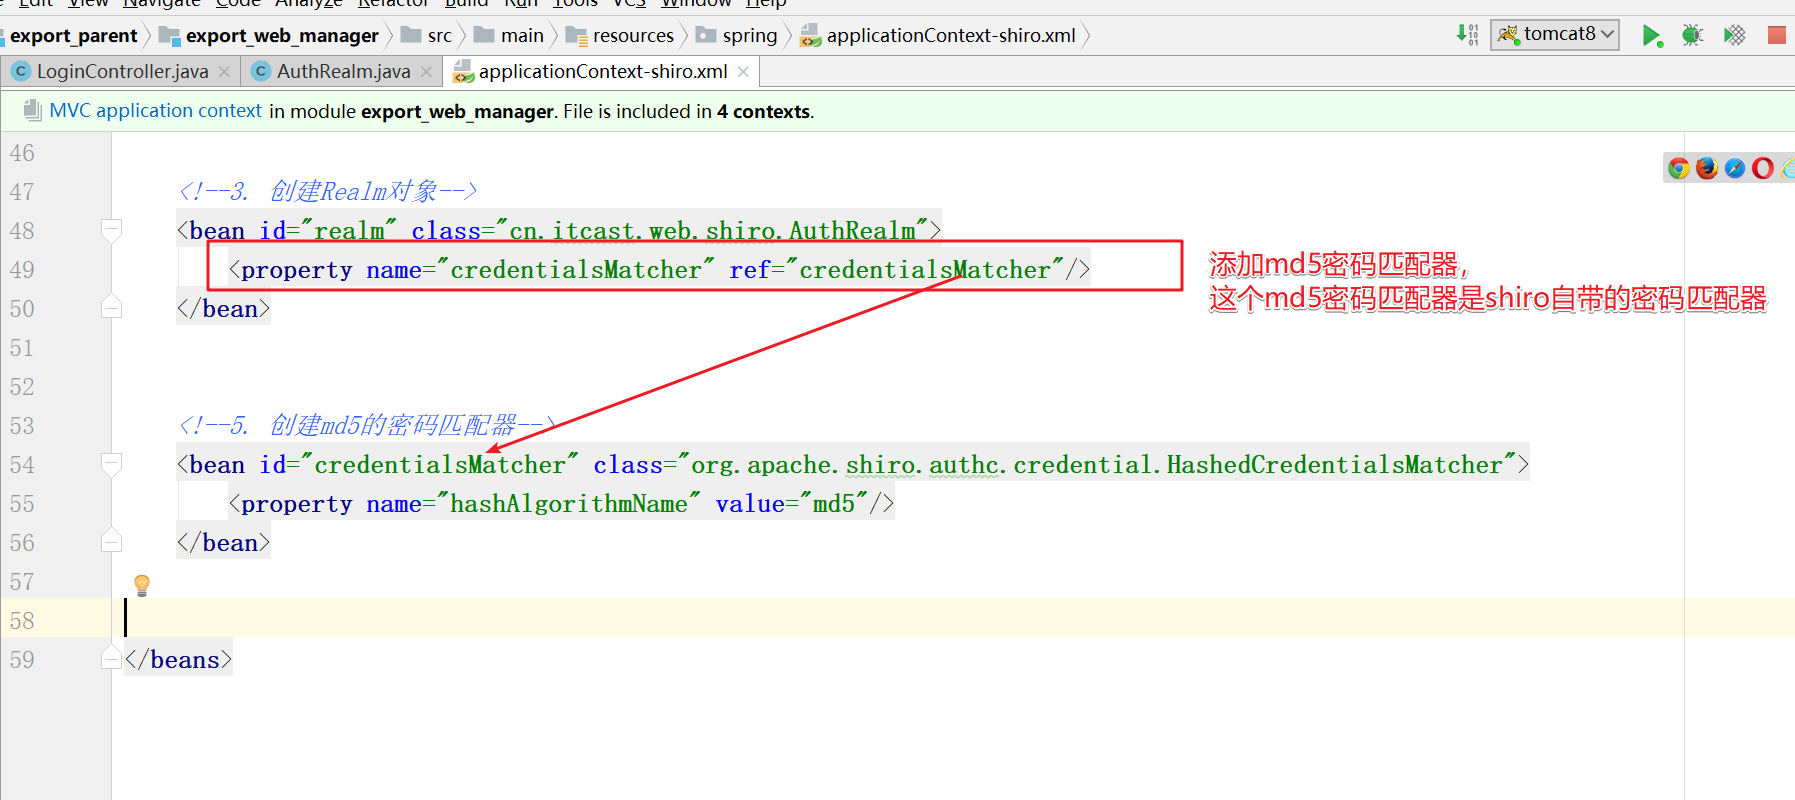 Edit View Navigate Code Analyze Refactor Build Run Tools VCS Window Help
export_parent export_web_manager src main resources spring applicationContext-shiro.xml tomcat8
LoginController.java AuthRealm.java applicationContext-shiro.xml
MVC application context in module export_web_manager. File is included in 4 contexts.
46
47 <!--3. 创建Realm对象-->
48 <bean id="realm" class="cn.itcast.web.shiro.AuthRealm">
49 <property name="credentialsMatcher" ref="credentialsMatcher"/>
添加md5密码匹配器，
这个md5密码匹配器是shiro自带的密码匹配器
50 </bean>
51
52
53 <!--5. 创建md5的密码匹配器-->
54 <bean id="credentialsMatcher" class="org.apache.shiro.authc.credential.HashedCredentialsMatcher">
55 <property name="hashAlgorithmName" value="md5"/>
56 </bean>
57
58
59 </beans>